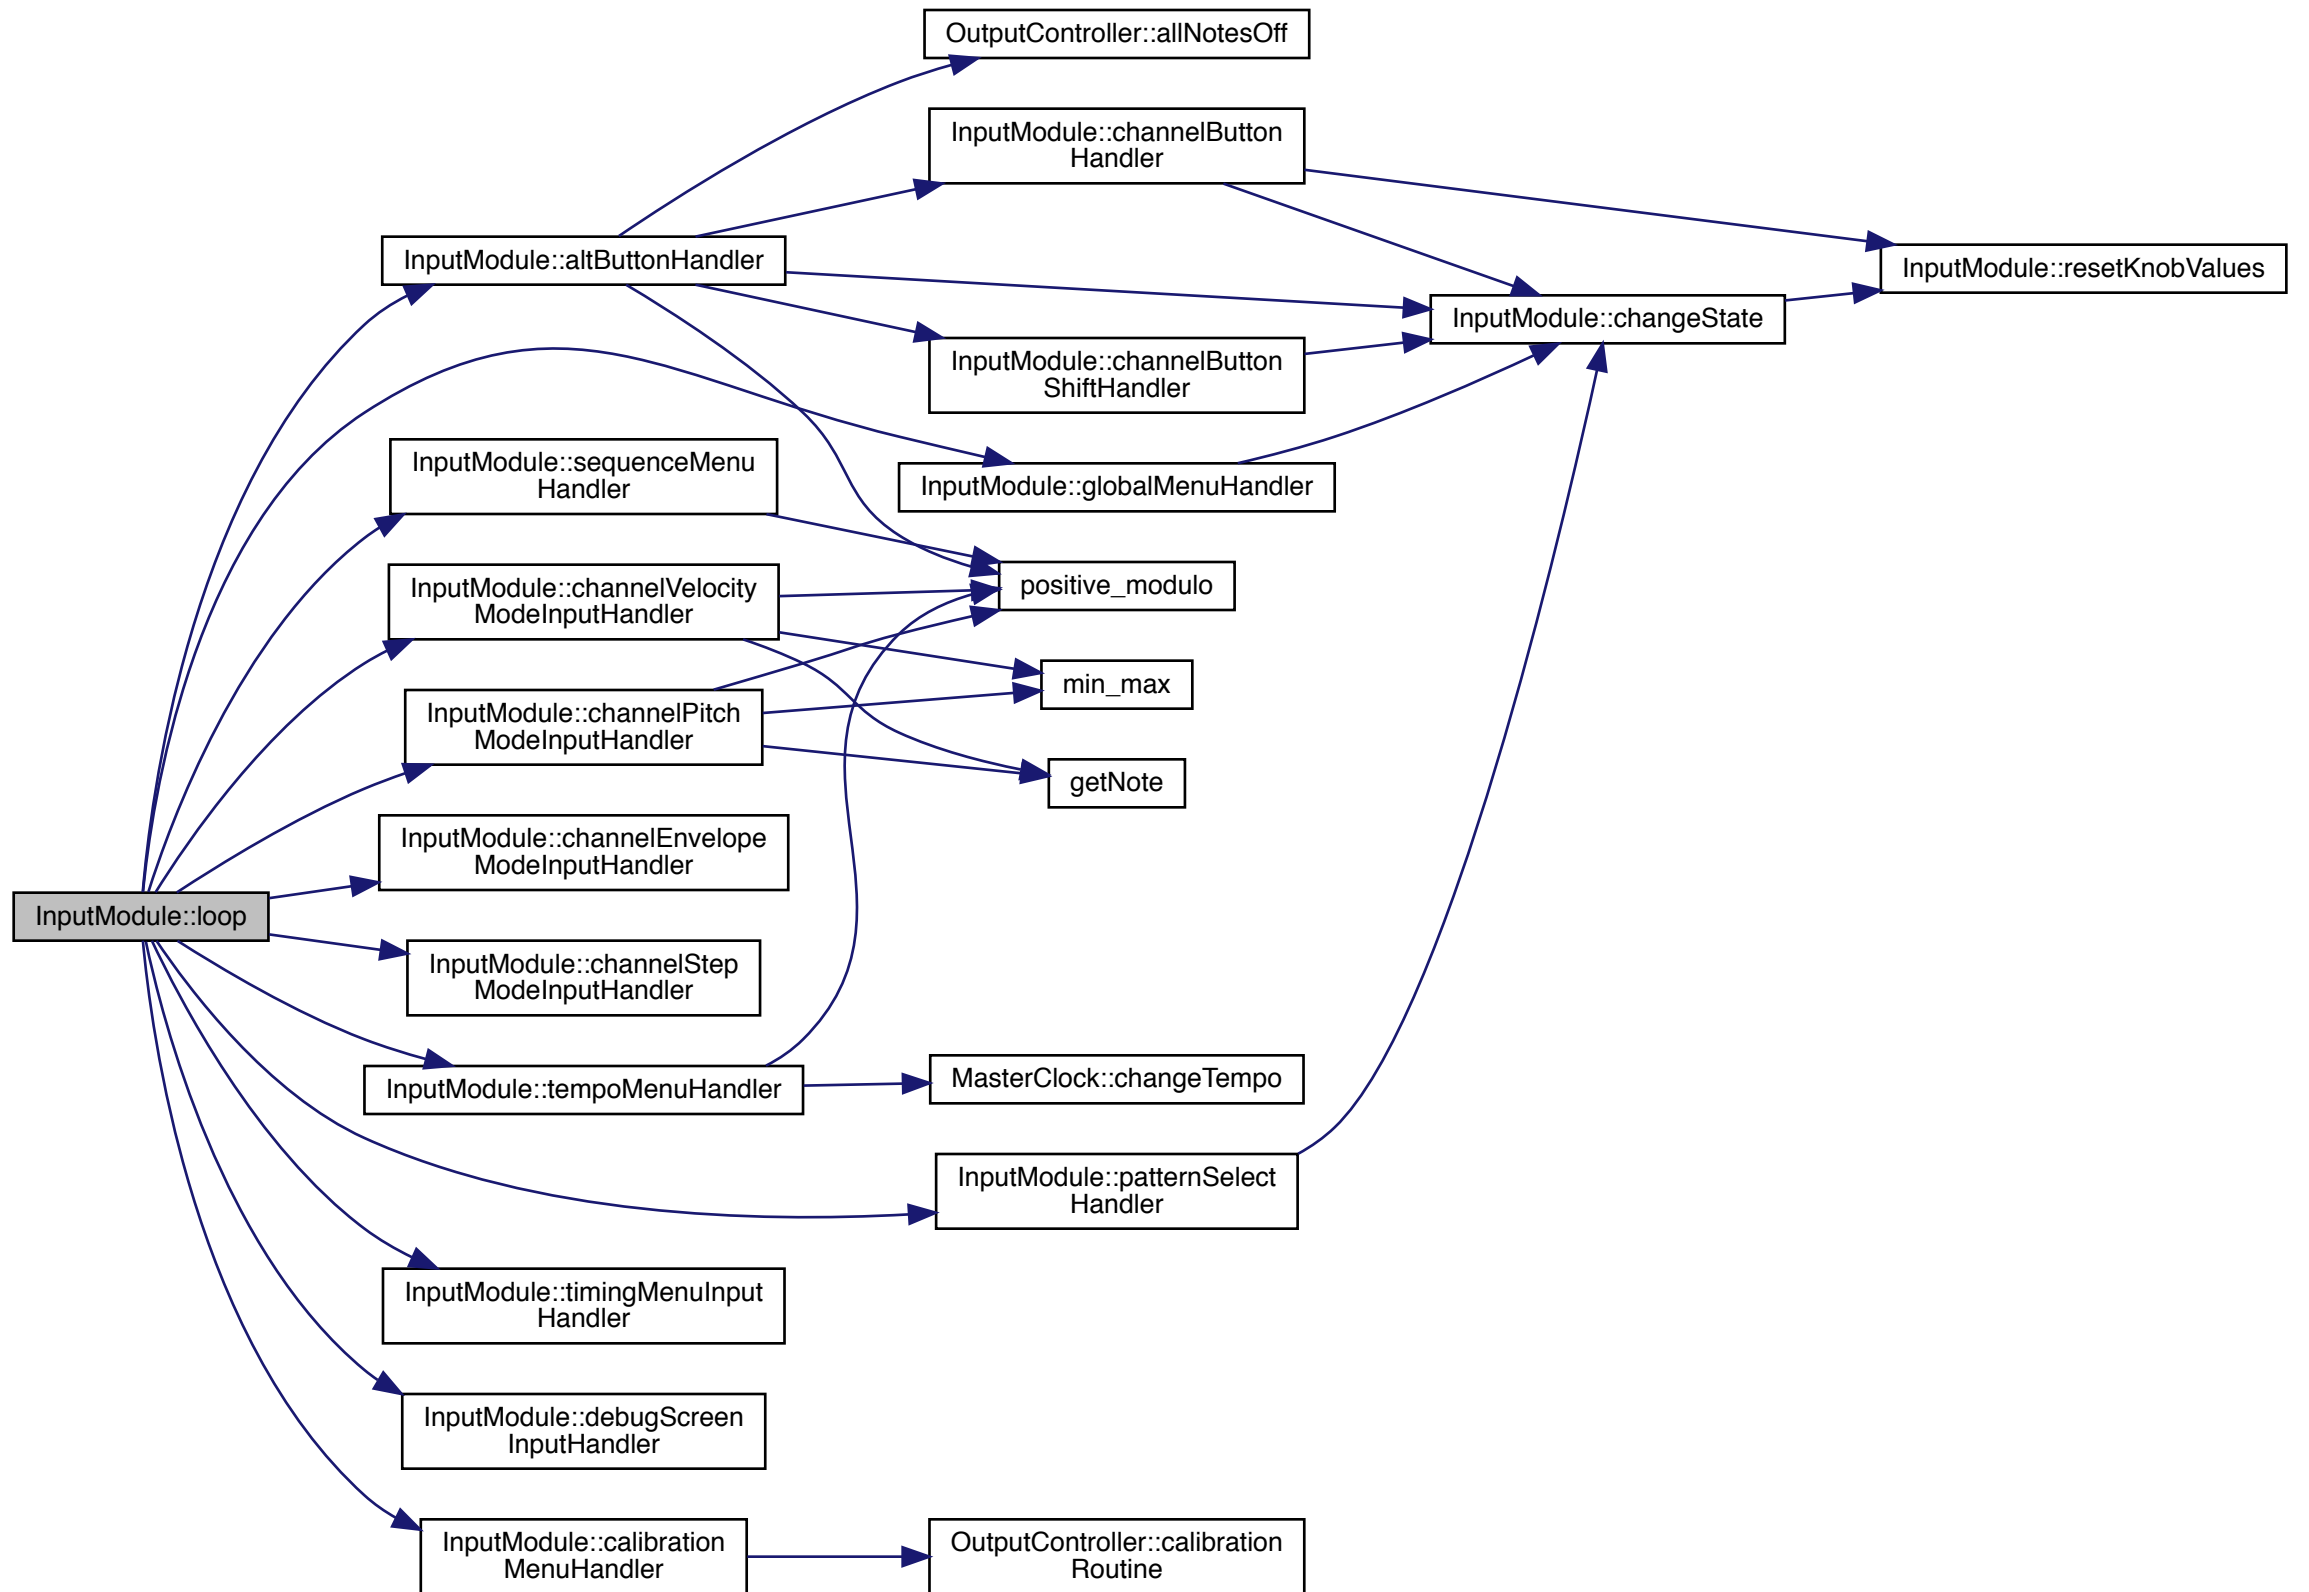 OutputController::allNotesOff
InputModule::channelButton
Handler
InputModule::altButtonHandler
InputModule::resetKnobValues
InputModule::changeState
InputModule::channelButton
ShiftHandler
InputModule::sequenceMenu
Handler
InputModule::globalMenuHandler
InputModule::channelVelocity
ModeInputHandler
positive_modulo
min_max
InputModule::channelPitch
ModeInputHandler
getNote
InputModule::channelEnvelope
ModeInputHandler
InputModule::loop
InputModule::channelStep
ModeInputHandler
InputModule::tempoMenuHandler
MasterClock::changeTempo
InputModule::patternSelect
Handler
InputModule::timingMenuInput
Handler
InputModule::debugScreen
InputHandler
InputModule::calibration
MenuHandler
OutputController::calibration
Routine